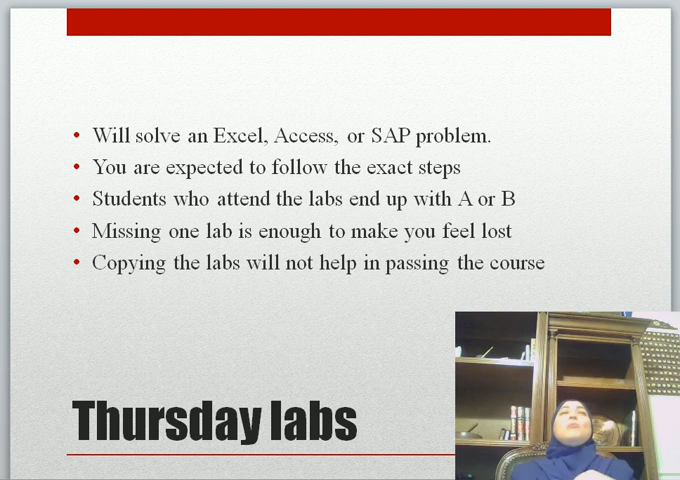 Will solve an Excel, Access, or SAP problem.
You are expected to follow the exact steps
Students who attend the labs end up with A or B
Missing one lab is enough to make you feel lost
Copying the labs will not help in passing the course
Thursday labs